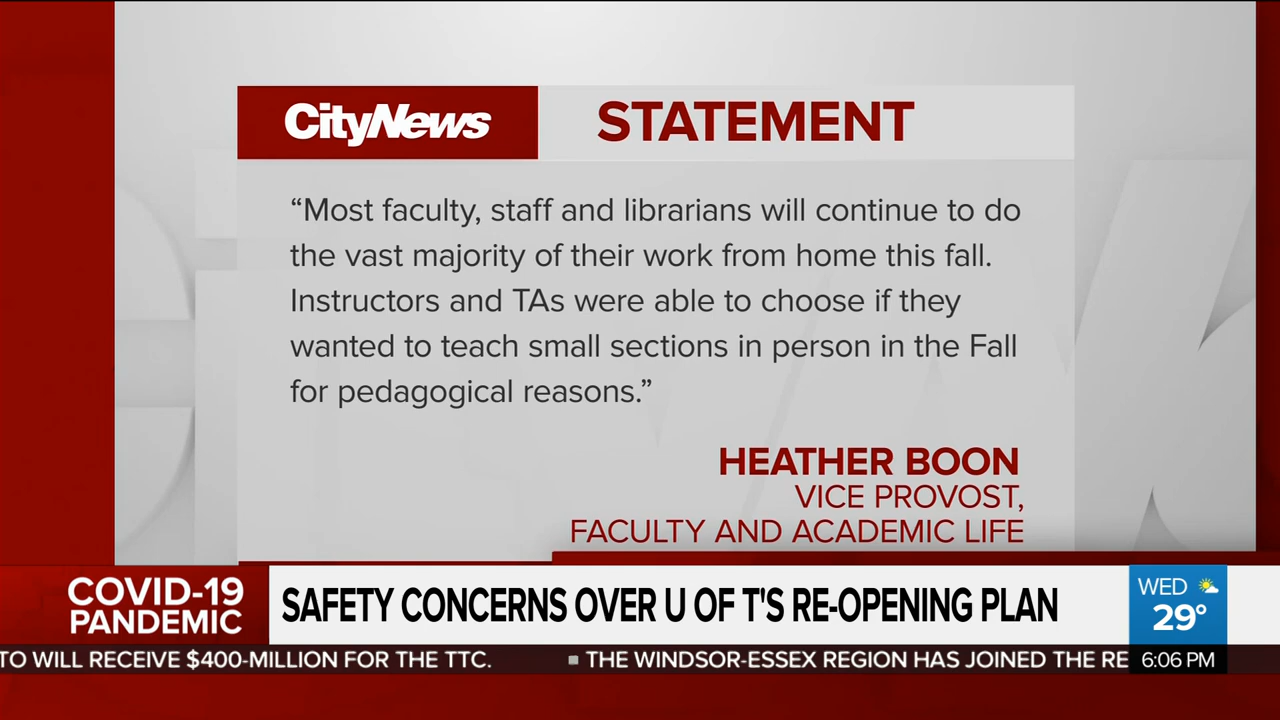 CityNews
STATEMENT
“Most faculty, staff and librarians will continue to do
the vast majority of their work from home this fall.
Instructors and TAs were able to choose if they
wanted to teach small sections in person in the Fall
for pedagogical reasons.”
HEATHER BOON
VICE PROVOST,
FACULTY AND ACADEMIC LIFE
COVID-19
PANDEMIC
SAFETY CONCERNS OVER U OF T'S RE-OPENING PLAN
WED
29°
TO WILL RECEIVE $400-MILLION FOR THE TTC. ■ THE WINDSOR-ESSEX REGION HAS JOINED THE RE
6:06 PM